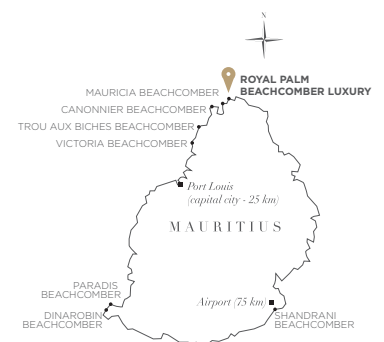 N
ROYAL PALM
BEACHCOMBER LUXURY
MAURICIA BEACHCOMBER
CANONNIER BEACHCOMBER
TROU AUX BICHES BEACHCOMBER
VICTORIA BEACHCOMBER
Port Louis
(capital city - 25 km)
MAURITIUS
PARADIS
BEACHCOMBER
Airport (75 km)
DINAROBIN
BEACHCOMBER
SHANDRANI
BEACHCOMBER